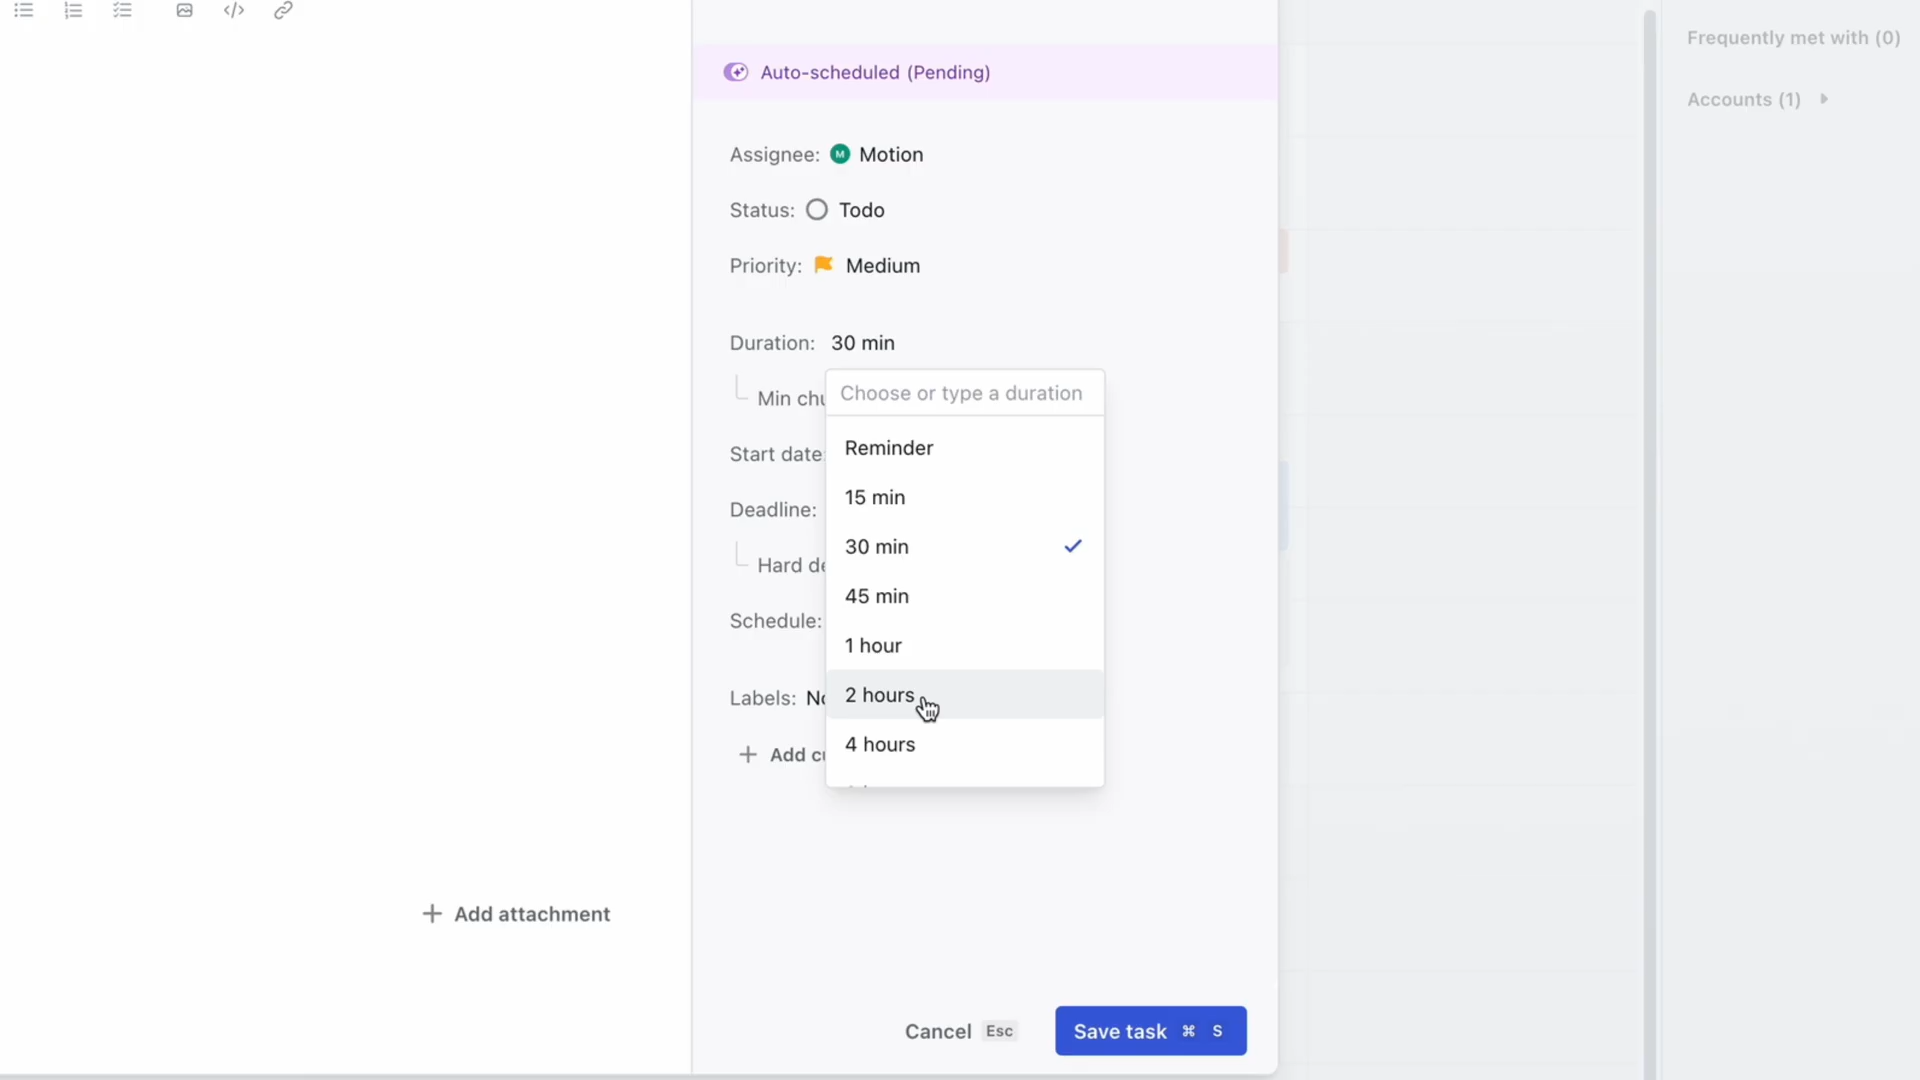 Frequently met with (0)
Accounts (1)
Auto-scheduled (Pending)
Assignee: M Motion
Status: Todo
Priority: Medium
Duration: 30 min
Choose or type a duration
Min chu
Reminder
Start date:
15 min
Deadline:
30 min
Hard de
45 min
Schedule:
1 hour
Labels: No
2 hours
4 hours
Add cu
Add attachment
Cancel Esc
Save task ⌘ S